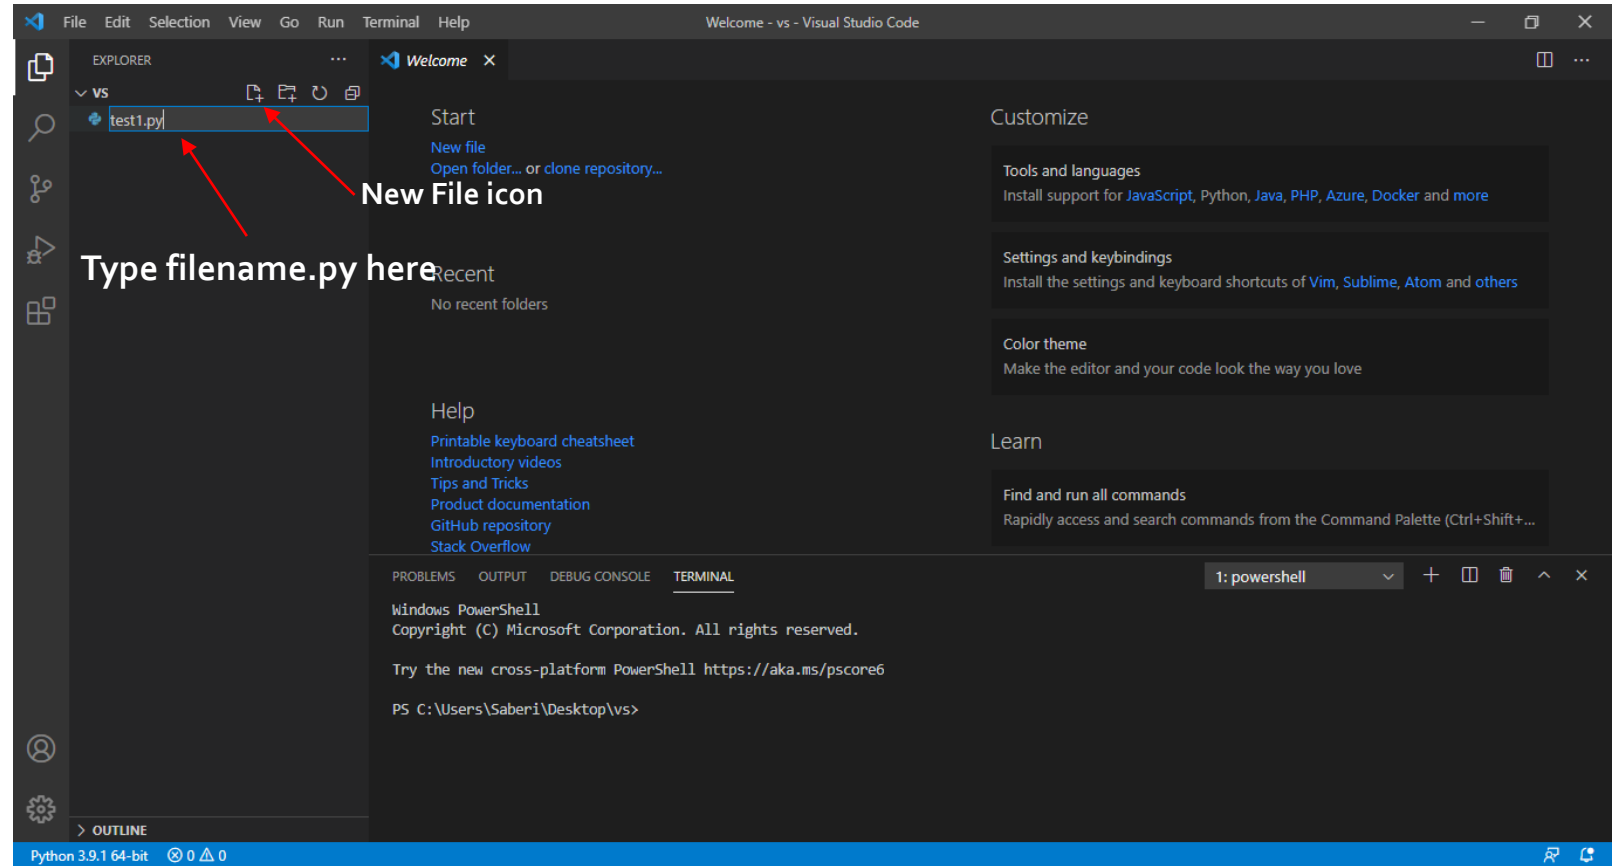 File Edit Selection View Go Run Terminal Help
Welcome - vs - Visual Studio Code
EXPLORER
Welcome
VS
test1.py
New File icon
Type filename.py here
Start
New file
Open folder... or clone repository...
Recent
No recent folders
Help
Printable keyboard cheatsheet
Introductory videos
Tips and Tricks
Product documentation
GitHub repository
Stack Overflow
Customize
Tools and languages
Install support for JavaScript, Python, Java, PHP, Azure, Docker and more
Settings and keybindings
Install the settings and keyboard shortcuts of Vim, Sublime, Atom and others
Color theme
Make the editor and your code look the way you love
Learn
Find and run all commands
Rapidly access and search commands from the Command Palette (Ctrl+Shift+...
PROBLEMS OUTPUT DEBUG CONSOLE TERMINAL
1: powershell
Windows PowerShell
Copyright (C) Microsoft Corporation. All rights reserved.
Try the new cross-platform PowerShell https://aka.ms/pscore6
PS C:\Users\Saberi\Desktop\vs>
OUTLINE
Python 3.9.1 64-bit 0 0